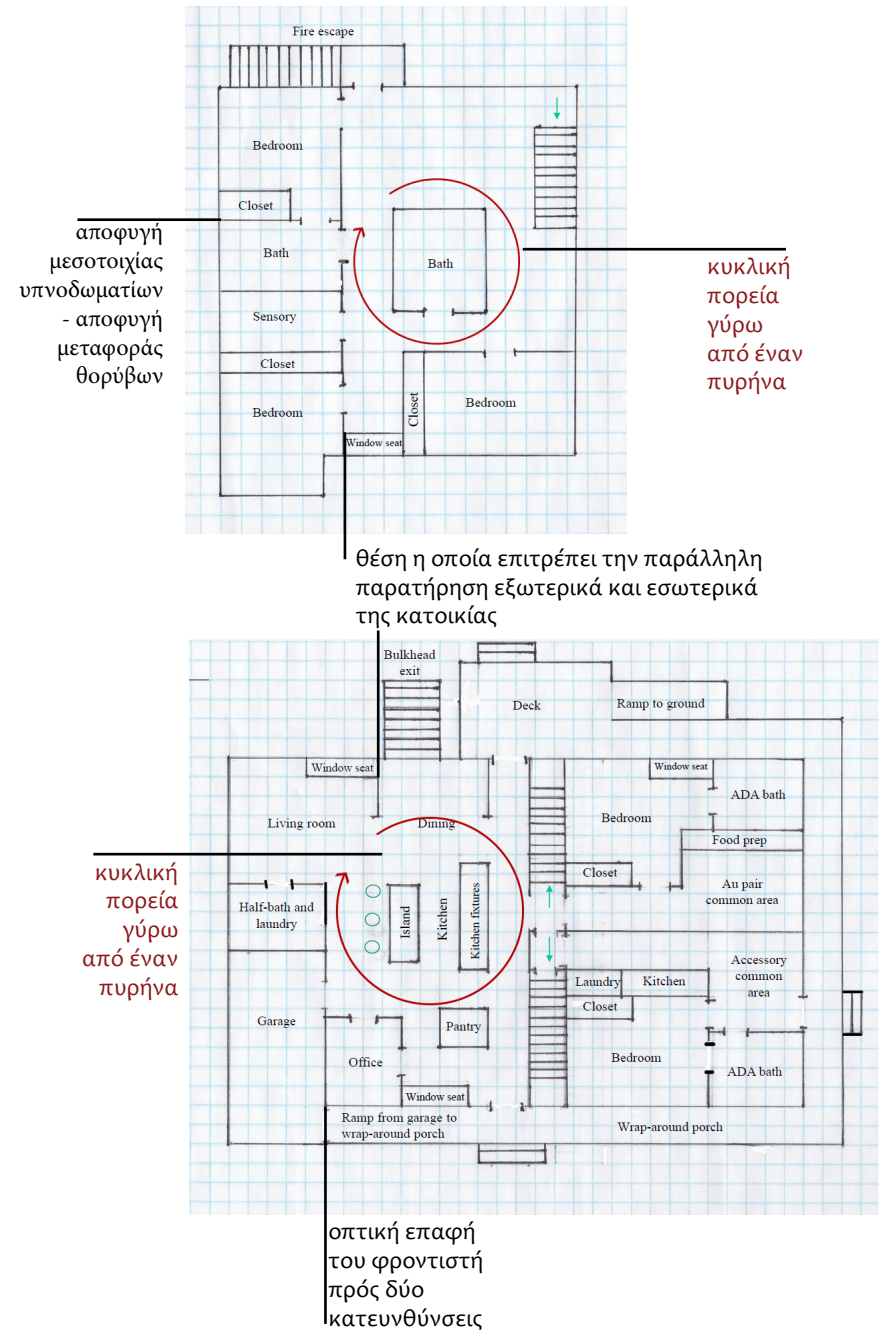 Fire escape
Bedroom
Closet
αποφυγή
μεσοτοιχίας
υπνοδωματίων
- αποφυγή
μεταφοράς
θορύβων
Bath
Bath
κυκλική
πορεία
γύρω
από έναν
πυρήνα
Sensory
Closet
Bedroom
Closet
Bedroom
Window seat
θέση η οποία επιτρέπει την παράλληλη
παρατήρηση εξωτερικά και εσωτερικά
της κατοικίας
Bulkhead
exit
Deck
Ramp to ground
Window seat
Window seat
ADA bath
Living room
Dining
Bedroom
Food prep
κυκλική
πορεία
γύρω
από έναν
πυρήνα
Closet
Au pair
common area
Half-bath and
laundry
Island
Kitchen
Kitchen fixtures
Accessory
common
area
Laundry
Kitchen
Closet
Garage
Pantry
Office
Bedroom
ADA bath
Window seat
Ramp from garage to
wrap-around porch
Wrap-around porch
οπτική επαφή
του φροντιστή
πρός δύο
κατευνθύνσεις